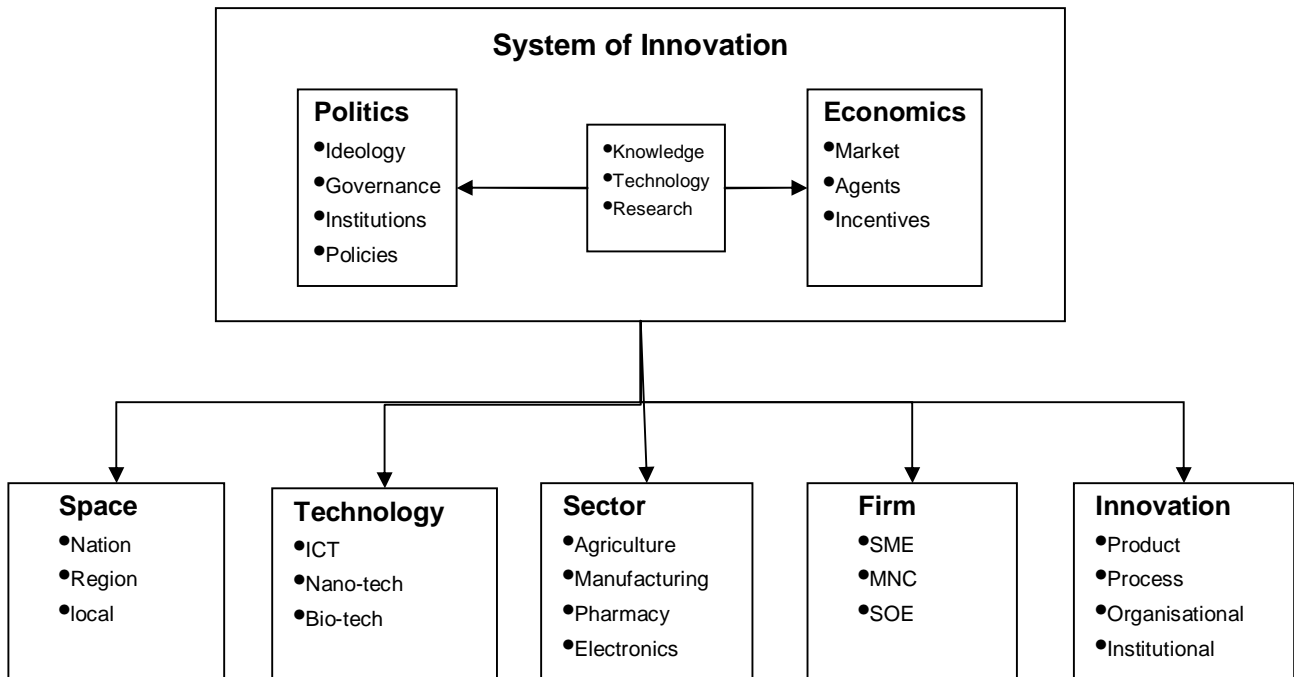 System of Innovation
Politics
•Ideology
•Governance
•Institutions
•Policies
•Knowledge
•Technology
•Research
Economics
•Market
•Agents
•Incentives
Space
•Nation
•Region
•local
Technology
•ICT
•Nano-tech
•Bio-tech
Sector
•Agriculture
•Manufacturing
•Pharmacy
•Electronics
Firm
•SME
•MNC
•SOE
Innovation
•Product
•Process
•Organisational
•Institutional